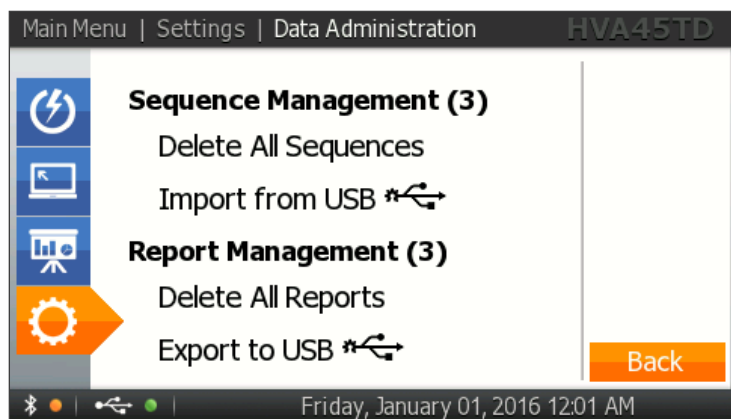 Main Menu | Settings | Data Administration
HVA45TD
Sequence Management (3)
Delete All Sequences
Import from USB
Report Management (3)
Delete All Reports
Export to USB
Back
Friday, January 01, 2016 12:01 AM